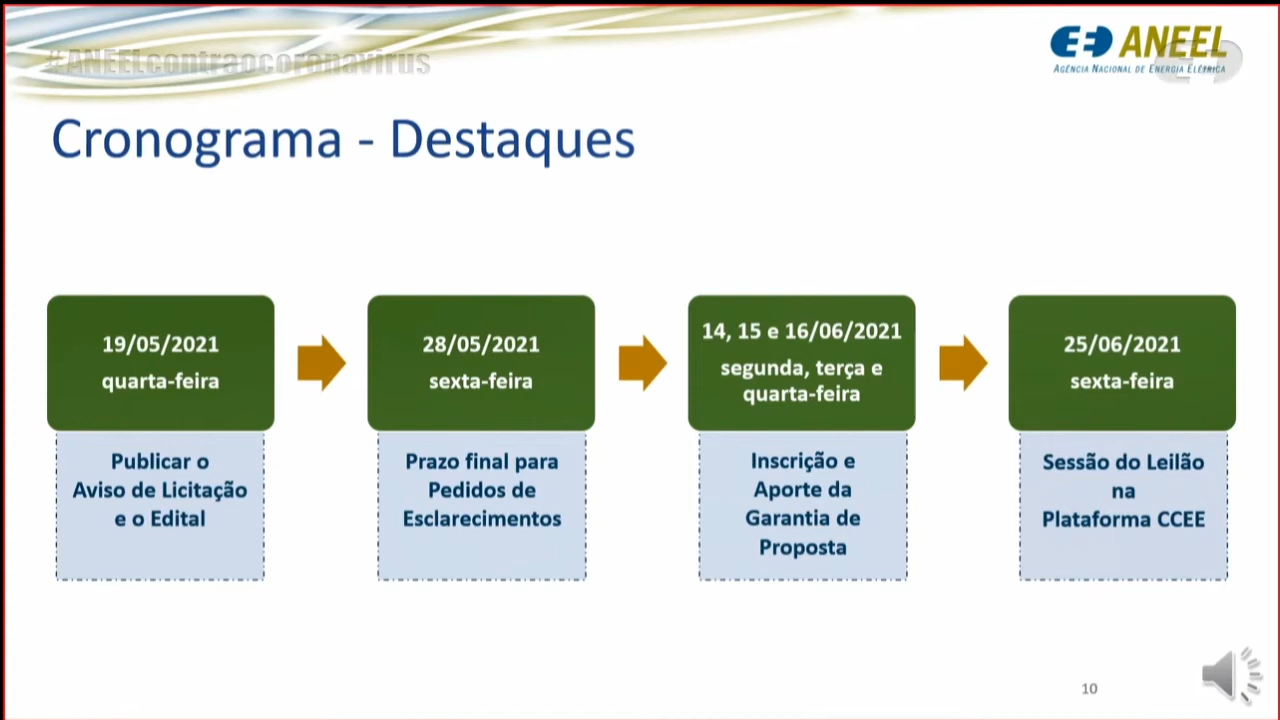 #ANEELcontraocoronavirus
ANEEL
AGÊNCIA NACIONAL DE ENERGIA ELÉTRICA
Cronograma - Destaques
19/05/2021
quarta-feira
Publicar o
Aviso de Licitação
e o Edital
28/05/2021
sexta-feira
Prazo final para
Pedidos de
Esclarecimentos
14, 15 e 16/06/2021
segunda, terça e
quarta-feira
Inscrição e
Aporte da
Garantia de
Proposta
25/06/2021
sexta-feira
Sessão do Leilão
na
Plataforma CCEE
10